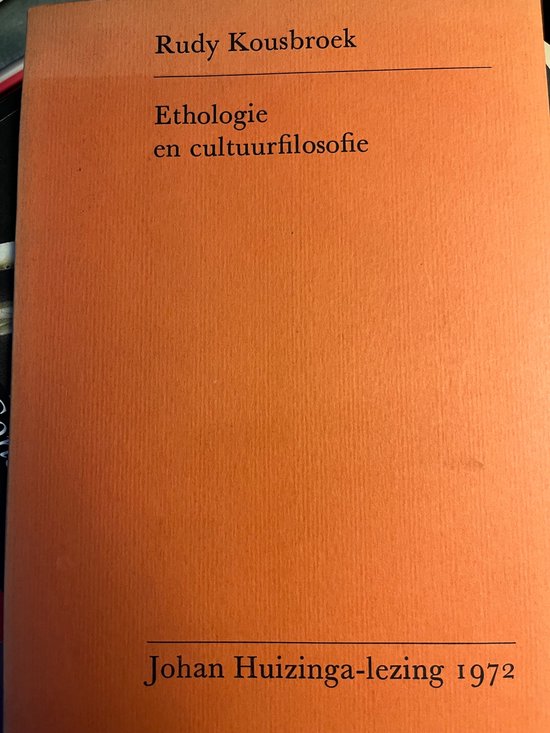 Rudy Kousbroek
Ethologie
en cultuurfilosofie
Johan Huizinga-lezing 1972